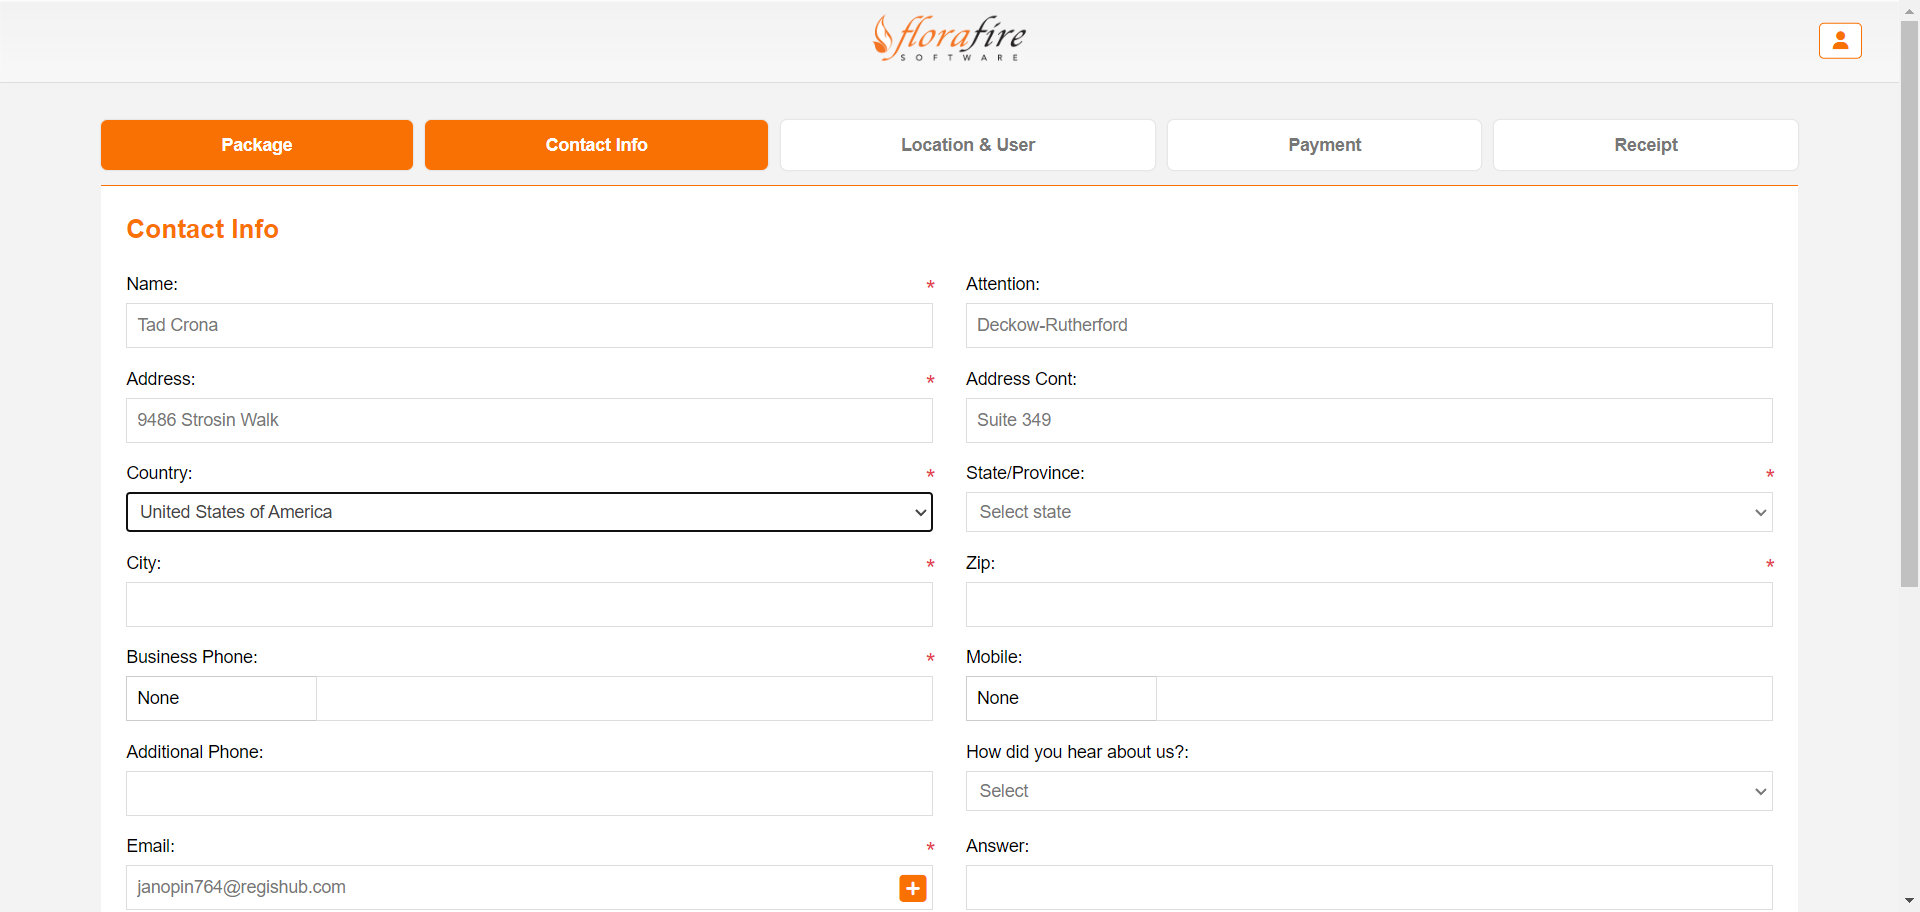 florafire
SOFTWARE
Package
Contact Info
Location & User
Payment
Receipt
Contact Info
Name: *
Attention:
Tad Crona
Deckow-Rutherford
Address: *
Address Cont:
9486 Strosin Walk
Suite 349
Country: *
State/Province: *
United States of America
Select state
City: *
Zip: *
Business Phone: *
Mobile:
None
None
Additional Phone:
How did you hear about us?:
Select
Email: *
Answer:
janopin764@regishub.com